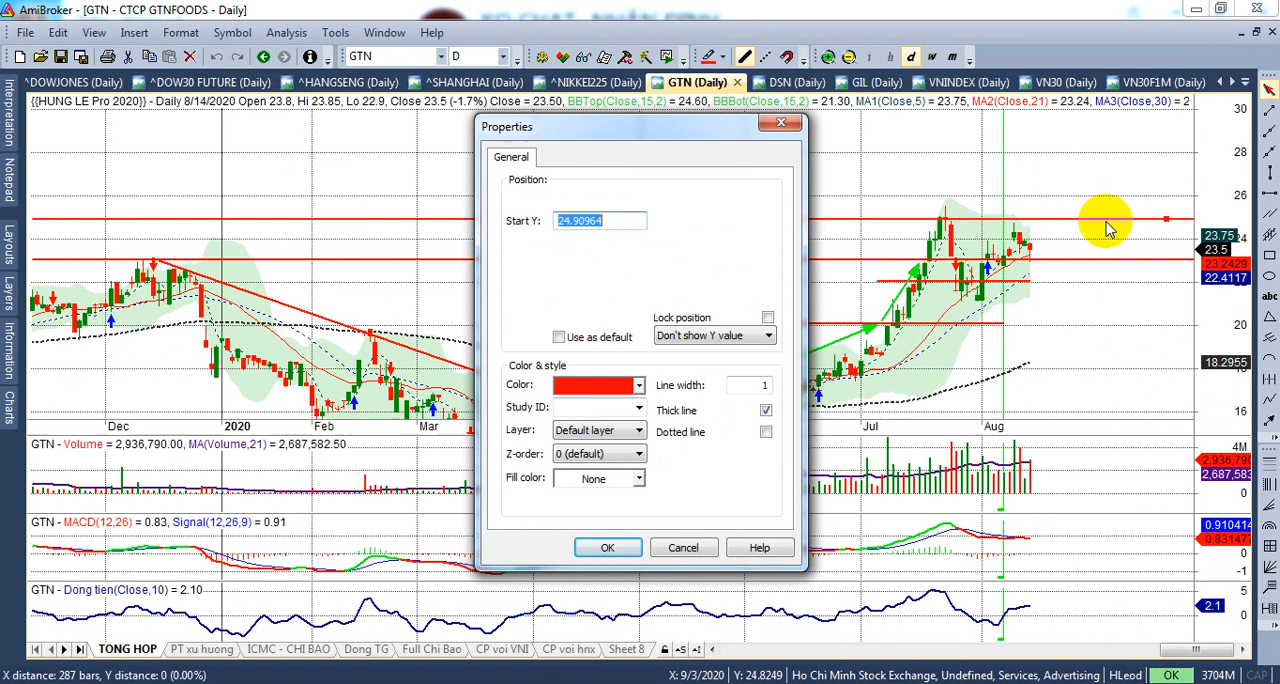 AmiBroker - [GTN - CTCP GTNFOODS - Daily]
File Edit View Insert Format Symbol Analysis Tools Window Help
GTN D d w m
^DOWJONES (Daily) ^DOW30 FUTURE (Daily) ^HANGSENG (Daily) ^SHANGHAI (Daily) ^NIKKEI225 (Daily) GTN (Daily) DSN (Daily) GIL (Daily) VNINDEX (Daily) VN30 (Daily) VN30F1M (Daily)
{{HUNG LE Pro 2020}} - Daily 8/14/2020 Open 23.8, Hi 23.85, Lo 22.9, Close 23.5 (-1.7%) Close = 23.50, BBTop(Close,15,2) = 24.60, BBBot(Close,15,2) = 21.30, MA1(Close,5) = 23.75, MA2(Close,21) = 23.24, MA3(Close,30) = 2
Interpretation
Notepad
Layouts
Layers
Information
Charts
Properties
General
Position:
Start Y: 24.90964
Lock position
Use as default Don't show Y value
Color & style
Color: Line width: 1
Study ID: Thick line
Layer: Default layer Dotted line
Z-order: 0 (default)
Fill color: None
OK Cancel Help
30
28
26
23.75
24
23.5
23.2429
22.4117
20
18.2955
16
abc
Dec 2020 Feb Mar Jul Aug
GTN - Volume = 2,936,790.00, MA(Volume,21) = 2,687,582.50
4M
2,936,790
2,687,583
0
GTN - MACD(12,26) = 0.83, Signal(12,26,9) = 0.91
0.910414
0.831477
0
-1
GTN - Dong tien(Close,10) = 2.10
5
2.1
0
TONG HOP PT xu huong ICMC - CHI BAO Dong TG Full Chi Bao CP voi VNI CP voi hnx Sheet 8
X distance: 287 bars, Y distance: 0 (0.00%) X: 9/3/2020 Y: 24.8249 Ho Chi Minh Stock Exchange, Undefined, Services, Advertising HLeod OK 3704M CAP